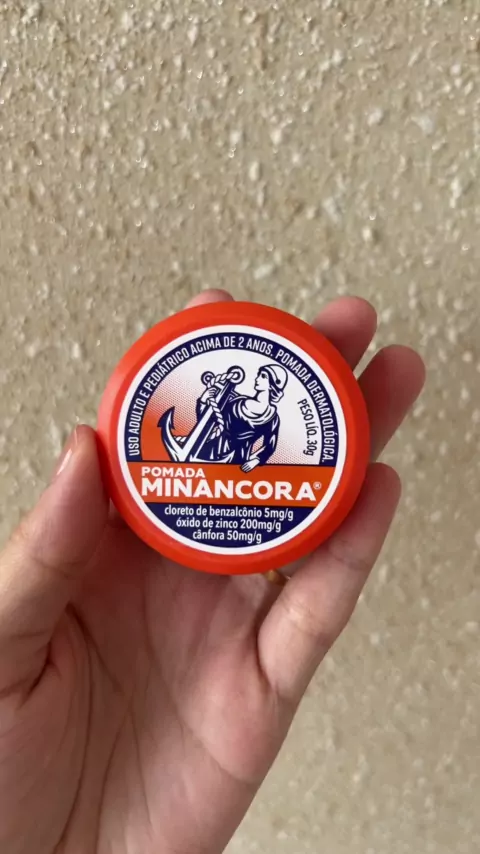 USO ADULTO E PEDIÁTRICO ACIMA DE 2 ANOS. POMADA DERMATOLÓGICA
PESO LÍQ. 30g
POMADA
MINANCORA®
cloreto de benzalcônio 5mg/g
óxido de zinco 200mg/g
cânfora 50mg/g